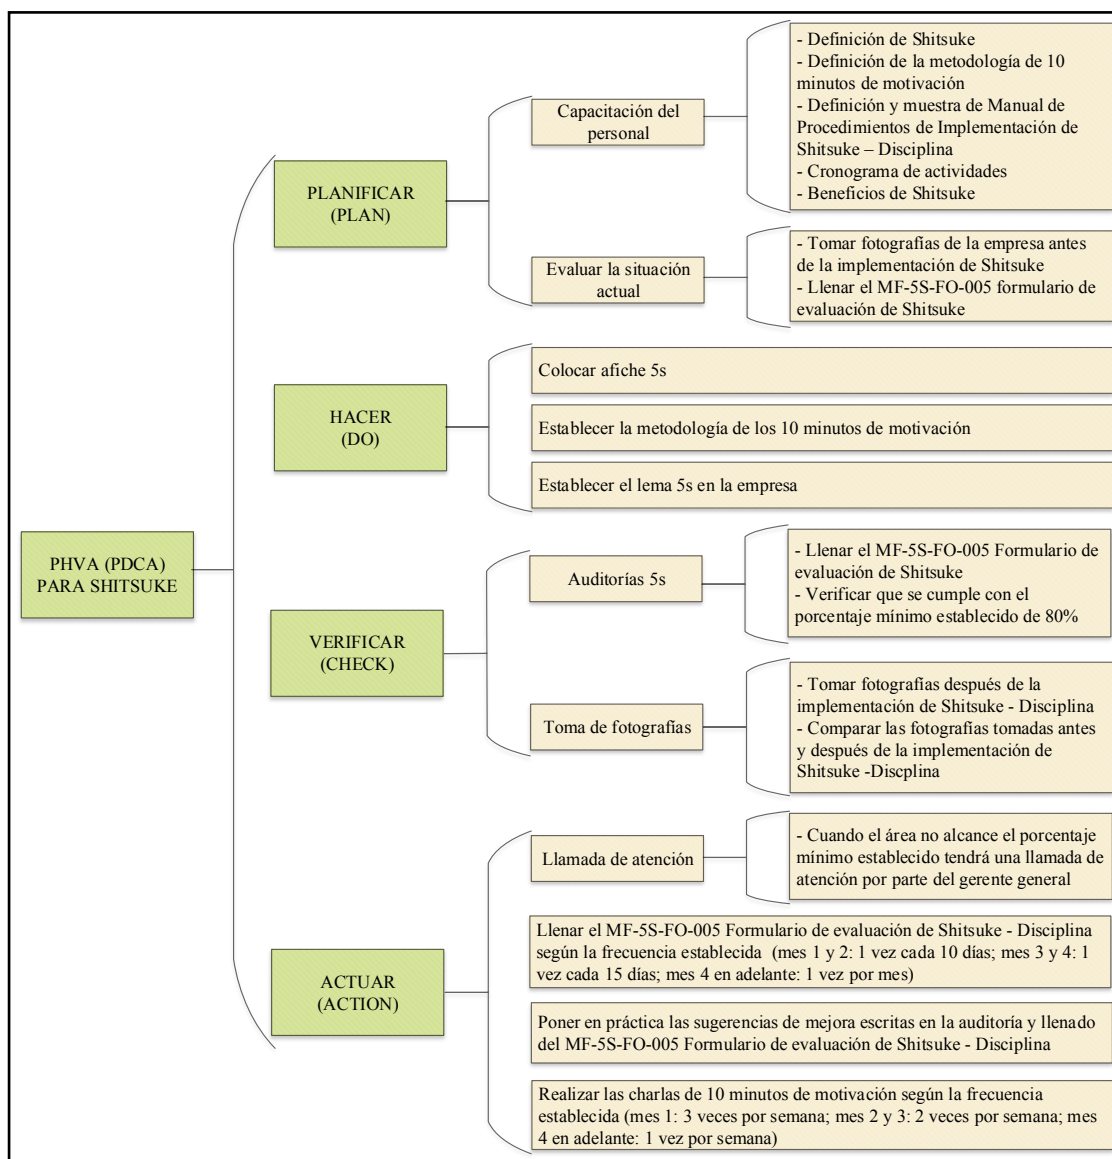 PHVA (PDCA)
PARA SHITSUKE
PLANIFICAR
(PLAN)
Capacitación del
personal
- Definición de Shitsuke
- Definición de la metodología de 10
minutos de motivación
- Definición y muestra de Manual de
Procedimientos de Implementación de
Shitsuke – Disciplina
- Cronograma de actividades
- Beneficios de Shitsuke
Evaluar la situación
actual
- Tomar fotografías de la empresa antes
de la implementación de Shitsuke
- Llenar el MF-5S-FO-005 formulario de
evaluación de Shitsuke
HACER
(DO)
Colocar afiche 5s
Establecer la metodología de los 10 minutos de motivación
Establecer el lema 5s en la empresa
VERIFICAR
(CHECK)
Auditorías 5s
- Llenar el MF-5S-FO-005 Formulario de
evaluación de Shitsuke
- Verificar que se cumple con el
porcentaje mínimo establecido de 80%
Toma de fotografías
- Tomar fotografías después de la
implementación de Shitsuke - Disciplina
- Comparar las fotografías tomadas antes
y después de la implementación de
Shitsuke -Discplina
ACTUAR
(ACTION)
Llamada de atención
- Cuando el área no alcance el porcentaje
mínimo establecido tendrá una llamada de
atención por parte del gerente general
Llenar el MF-5S-FO-005 Formulario de evaluación de Shitsuke - Disciplina
según la frecuencia establecida (mes 1 y 2: 1 vez cada 10 días; mes 3 y 4: 1
vez cada 15 días; mes 4 en adelante: 1 vez por mes)
Poner en práctica las sugerencias de mejora escritas en la auditoría y llenado
del MF-5S-FO-005 Formulario de evaluación de Shitsuke - Disciplina
Realizar las charlas de 10 minutos de motivación según la frecuencia
establecida (mes 1: 3 veces por semana; mes 2 y 3: 2 veces por semana; mes
4 en adelante: 1 vez por semana)